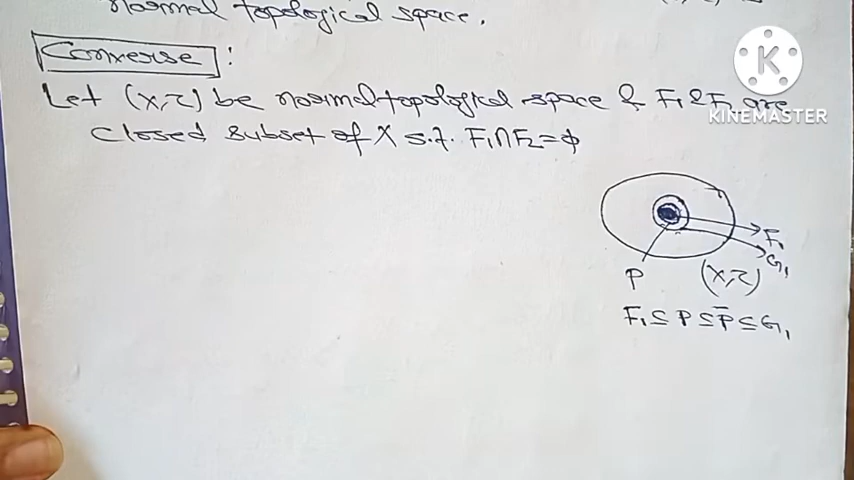 normal topological space.
Converse :
Let (X,τ) be normal topological space & F₁ & F₂ are
closed subset of X s.t. F₁∩F₂=ϕ
F₁
G₁
P
(X,τ)
F₁ ⊆ P ⊆ P̅ ⊆ G₁
K
KINEMASTER